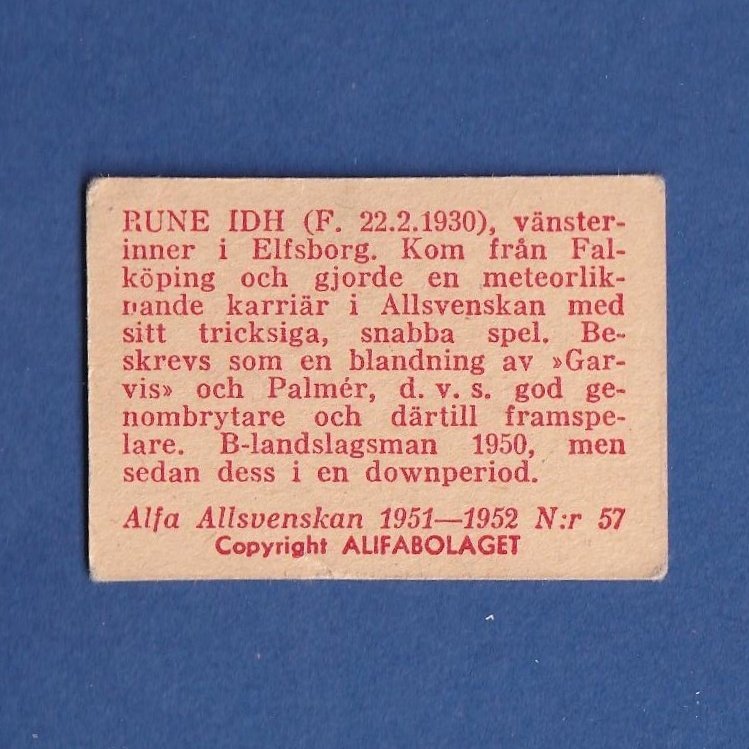 RUNE IDH (F. 22.2.1930), vänster-
inner i Elfsborg. Kom från Fal-
köping och gjorde en meteorlik-
nande karriär i Allsvenskan med
sitt tricksiga, snabba spel. Be-
skrevs som en blandning av »Gar-
vis» och Palmér, d. v. s. god ge-
nombrytare och därtill framspe-
lare. B-landslagsman 1950, men
sedan dess i en downperiod.
Alfa Allsvenskan 1951—1952 N:r 57
Copyright ALIFABOLAGET